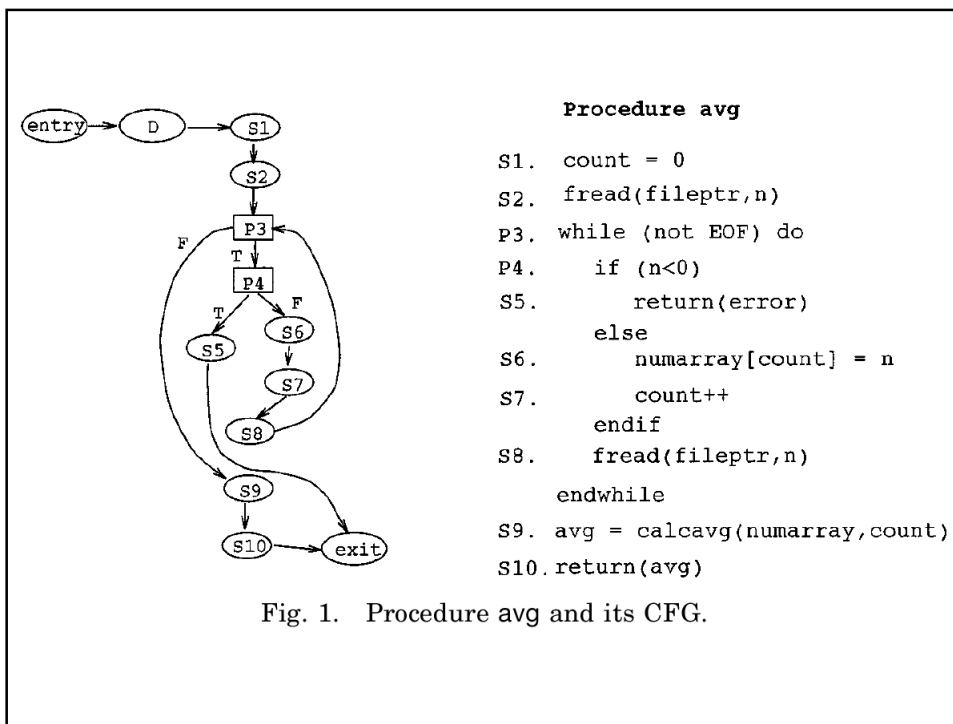 entry
D
S1
S2
P3
F
T
P4
T
F
S5
S6
S7
S8
S9
S10
exit
Procedure avg
S1. count = 0
S2. fread(fileptr,n)
P3. while (not EOF) do
P4. if (n<0)
S5. return(error)
else
S6. numarray[count] = n
S7. count++
endif
S8. fread(fileptr,n)
endwhile
S9. avg = calcavg(numarray,count)
S10. return(avg)
Fig. 1. Procedure avg and its CFG.